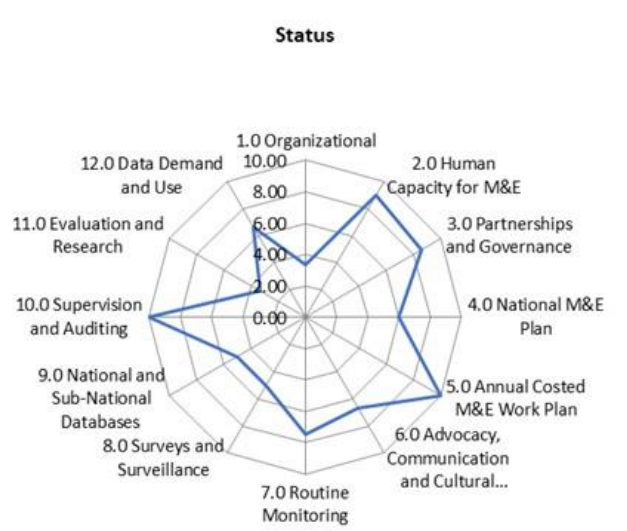 Status
1.0 Organizational
10.00
8.00
6.00
4.00
2.00
0.00
2.0 Human
Capacity for M&E
3.0 Partnerships
and Governance
4.0 National M&E
Plan
5.0 Annual Costed
M&E Work Plan
6.0 Advocacy,
Communication
and Cultural...
7.0 Routine
Monitoring
8.0 Surveys and
Surveillance
9.0 National and
Sub-National
Databases
10.0 Supervision
and Auditing
11.0 Evaluation and
Research
12.0 Data Demand
and Use